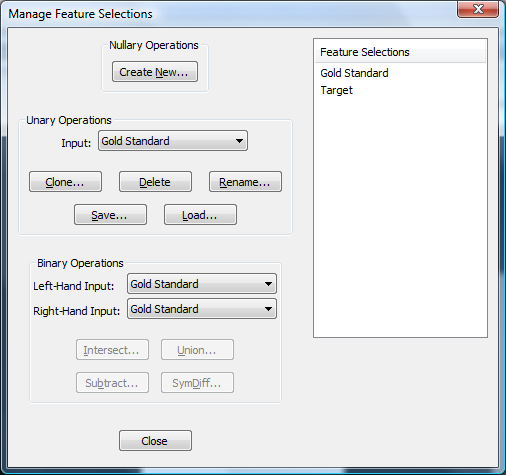 Manage Feature Selections
Nullary Operations
Create New...
Unary Operations
Input: Gold Standard
Clone... Delete Rename...
Save... Load...
Binary Operations
Left-Hand Input: Gold Standard
Right-Hand Input: Gold Standard
Intersect... Union...
Subtract... SymDiff...
Close
Feature Selections
Gold Standard
Target